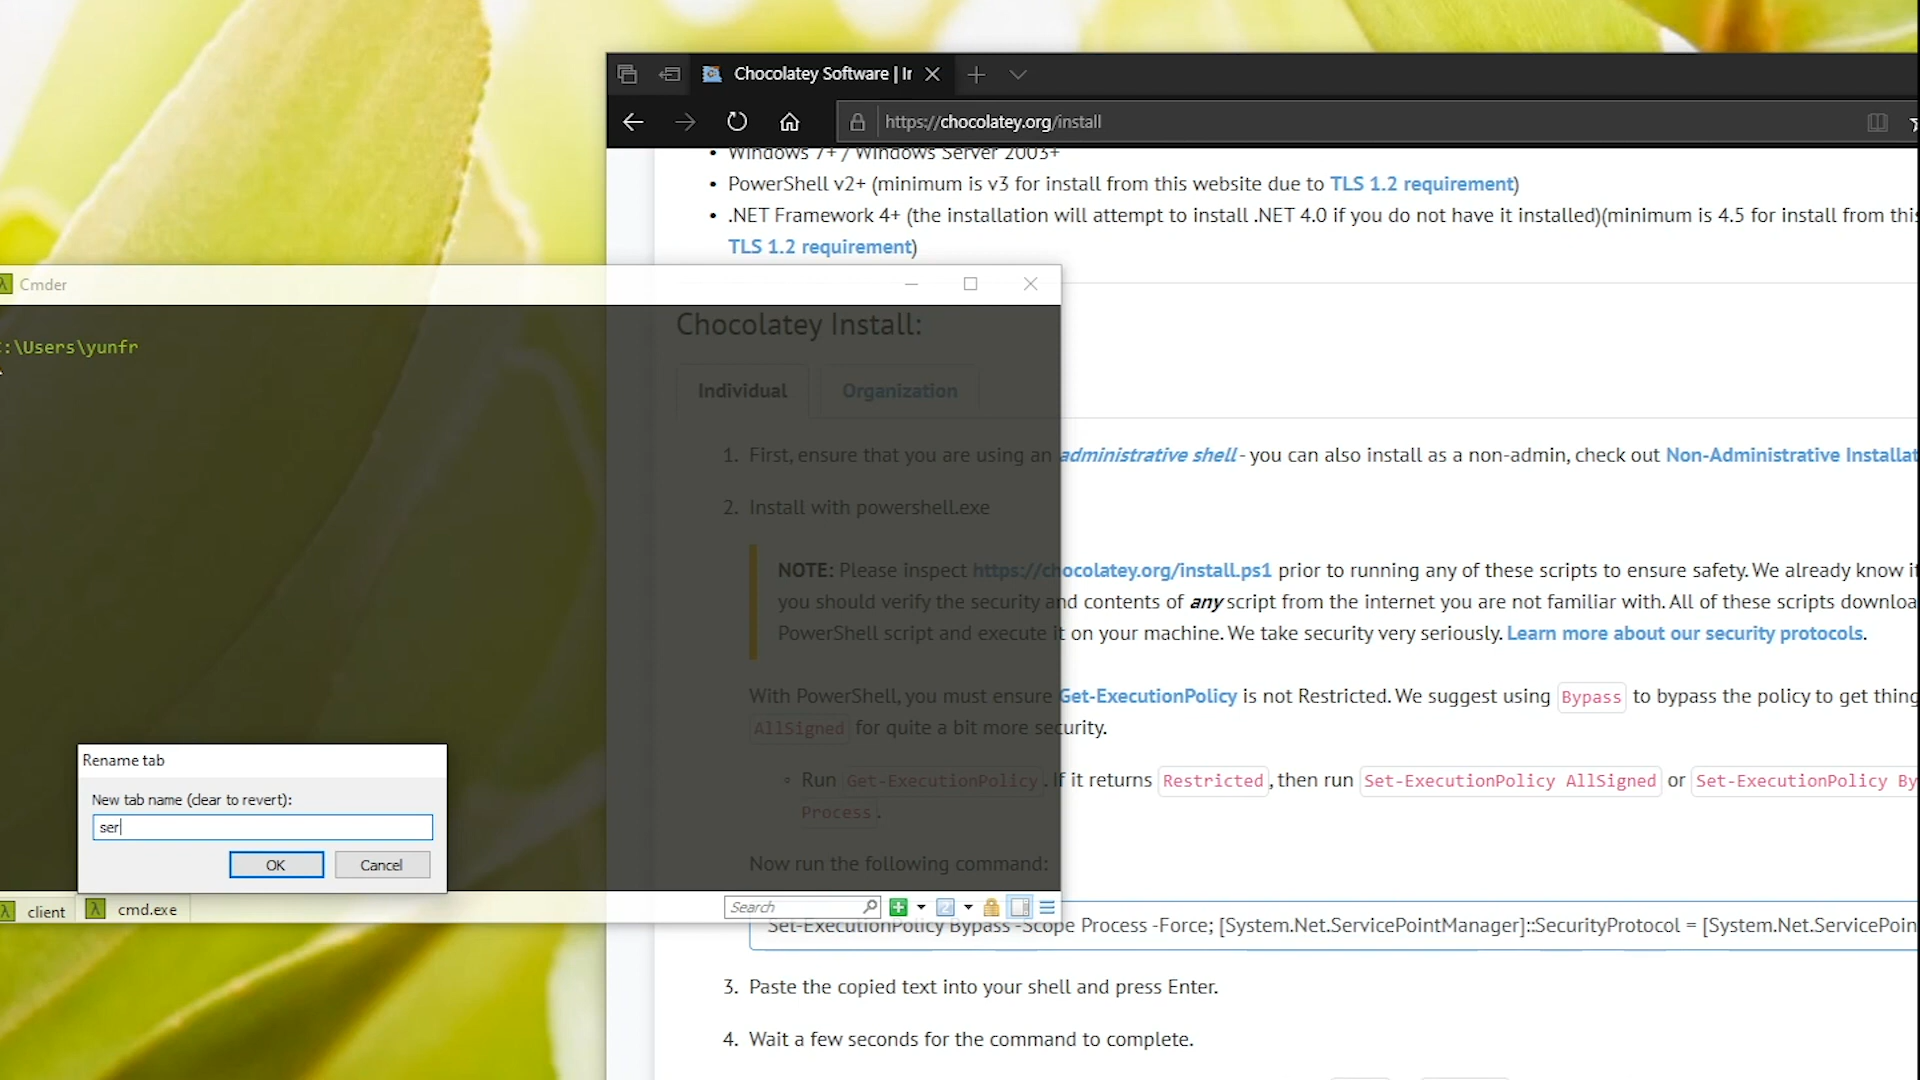 Chocolatey Software | Ir
https://chocolatey.org/install
• Windows 7+ / Windows Server 2003+
• PowerShell v2+ (minimum is v3 for install from this website due to TLS 1.2 requirement)
• .NET Framework 4+ (the installation will attempt to install .NET 4.0 if you do not have it installed)(minimum is 4.5 for install from this
TLS 1.2 requirement)
Cmder
:\Users\yunfr
Chocolatey Install:
Individual
Organization
1. First, ensure that you are using an administrative shell - you can also install as a non-admin, check out Non-Administrative Installat
2. Install with powershell.exe
NOTE: Please inspect https://chocolatey.org/install.ps1 prior to running any of these scripts to ensure safety. We already know it
you should verify the security and contents of any script from the internet you are not familiar with. All of these scripts downloa
PowerShell script and execute it on your machine. We take security very seriously. Learn more about our security protocols.
With PowerShell, you must ensure Get-ExecutionPolicy is not Restricted. We suggest using Bypass to bypass the policy to get thing
AllSigned for quite a bit more security.
◦ Run Get-ExecutionPolicy. If it returns Restricted, then run Set-ExecutionPolicy AllSigned or Set-ExecutionPolicy By
Process.
Now run the following command:
Rename tab
New tab name (clear to revert):
ser
OK
Cancel
client
cmd.exe
Search
Set-ExecutionPolicy Bypass -Scope Process -Force; [System.Net.ServicePointManager]::SecurityProtocol = [System.Net.ServicePoin
3. Paste the copied text into your shell and press Enter.
4. Wait a few seconds for the command to complete.